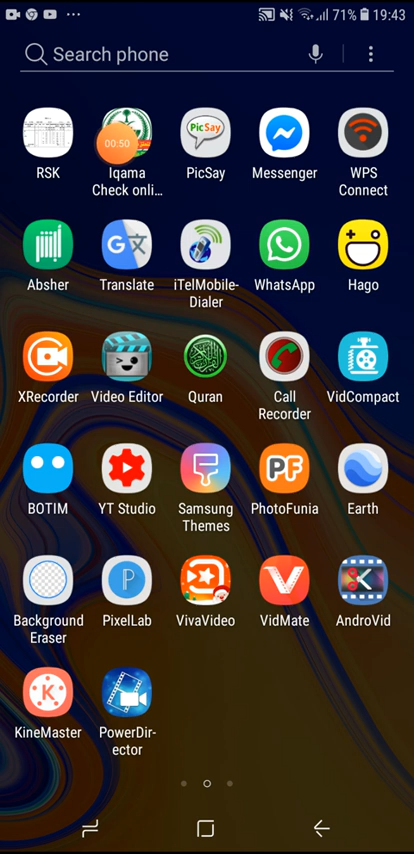 71% 19:43
Search phone
00:50
RSK
Iqama
Check onli...
PicSay
PicSay
Messenger
WPS
Connect
Absher
G
Translate
iTelMobile-
Dialer
WhatsApp
Hago
XRecorder
Video Editor
Quran
Call
Recorder
VidCompact
BOTIM
YT Studio
Samsung
Themes
PF
PhotoFunia
Earth
Background
Eraser
P
PixelLab
VivaVideo
VidMate
AndroVid
K
KineMaster
PowerDir-
ector